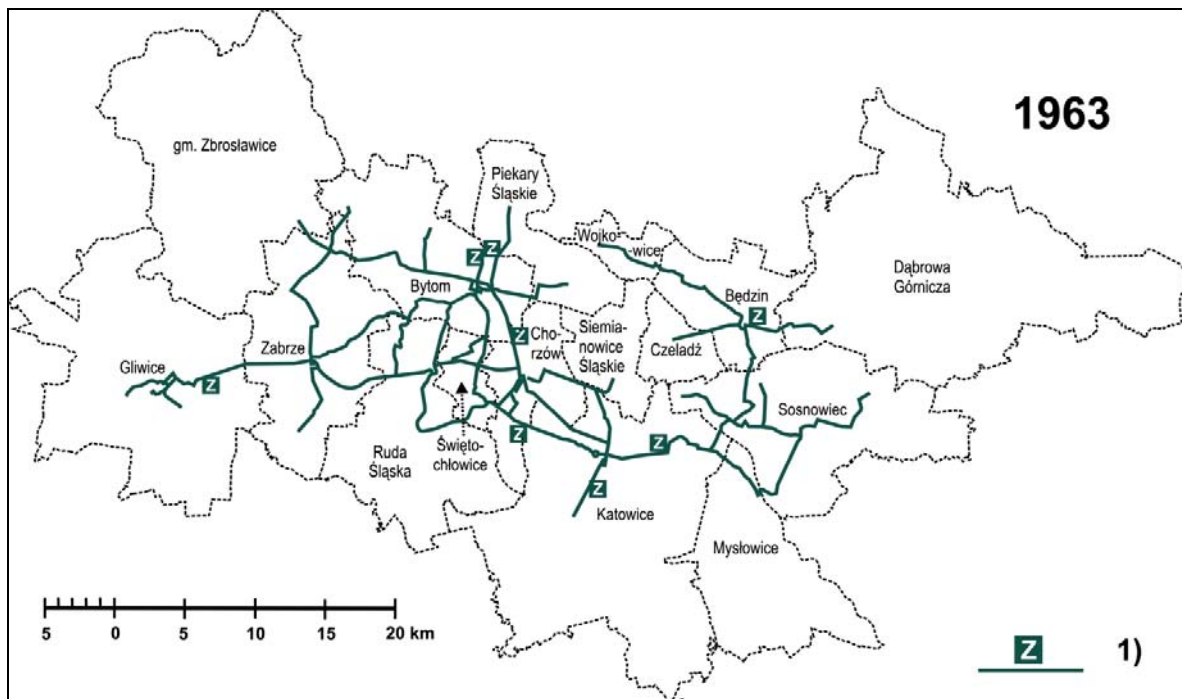 1963
gm. Zbrosławice
Piekary
Śląskie
Wojko-
-wice
Dąbrowa
Górnicza
Z
Z
Bytom
Będzin
Z
Cho-
rzów
Siemia-
nowice
Śląskie
Z
Czeladź
Zabrze
Gliwice
Z
Sosnowiec
Ruda
Śląska
Święto-
chłowice
Z
Z
Z
Katowice
Mysłowice
5 0 5 10 15 20 km
Z 1)